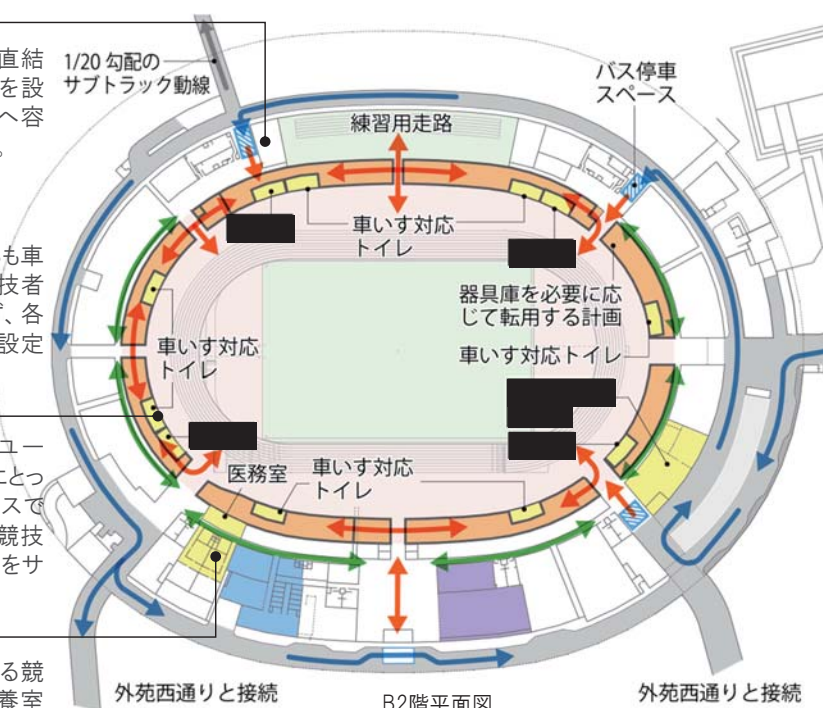 直結
を設
へ容
。
も車
技者
、各
設定
ュー
にとっ
スで
競技
をサ
る競
養室
1/20 勾配の
サブトラック動線
バス停車
スペース
練習用走路
車いす対応
トイレ
器具庫を必要に応
じて転用する計画
車いす対応
トイレ
車いす対応トイレ
医務室
車いす対応
トイレ
外苑西通りと接続
B2階平面図
外苑西通りと接続